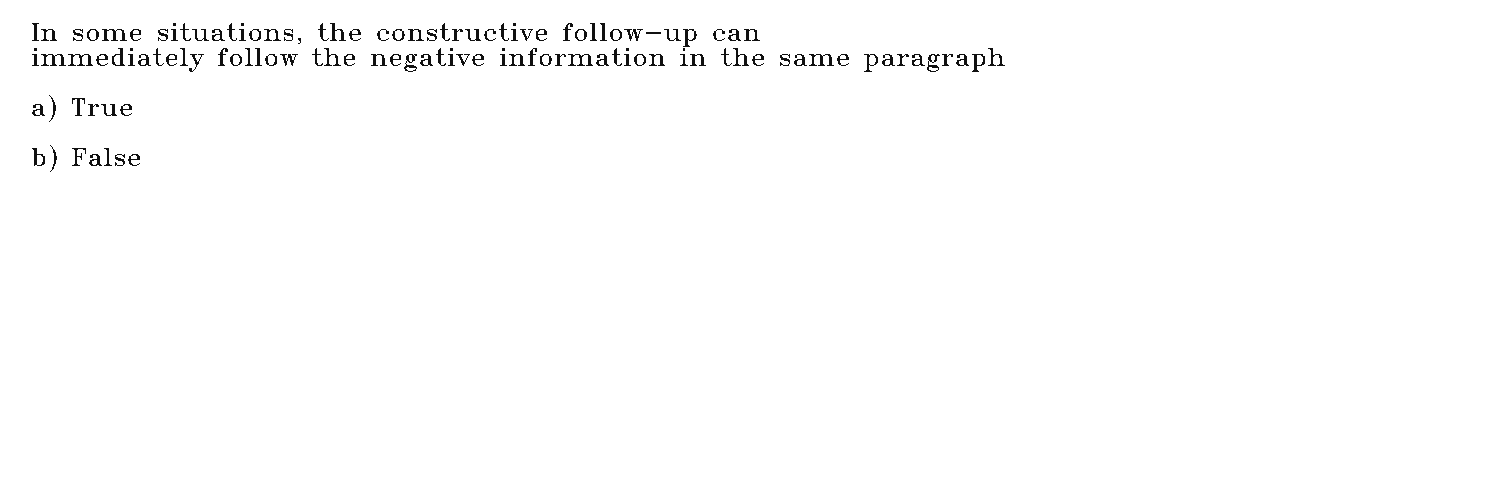 In some situations, the constructive follow-up can
immediately follow the negative information in the same paragraph
a) True
b) False